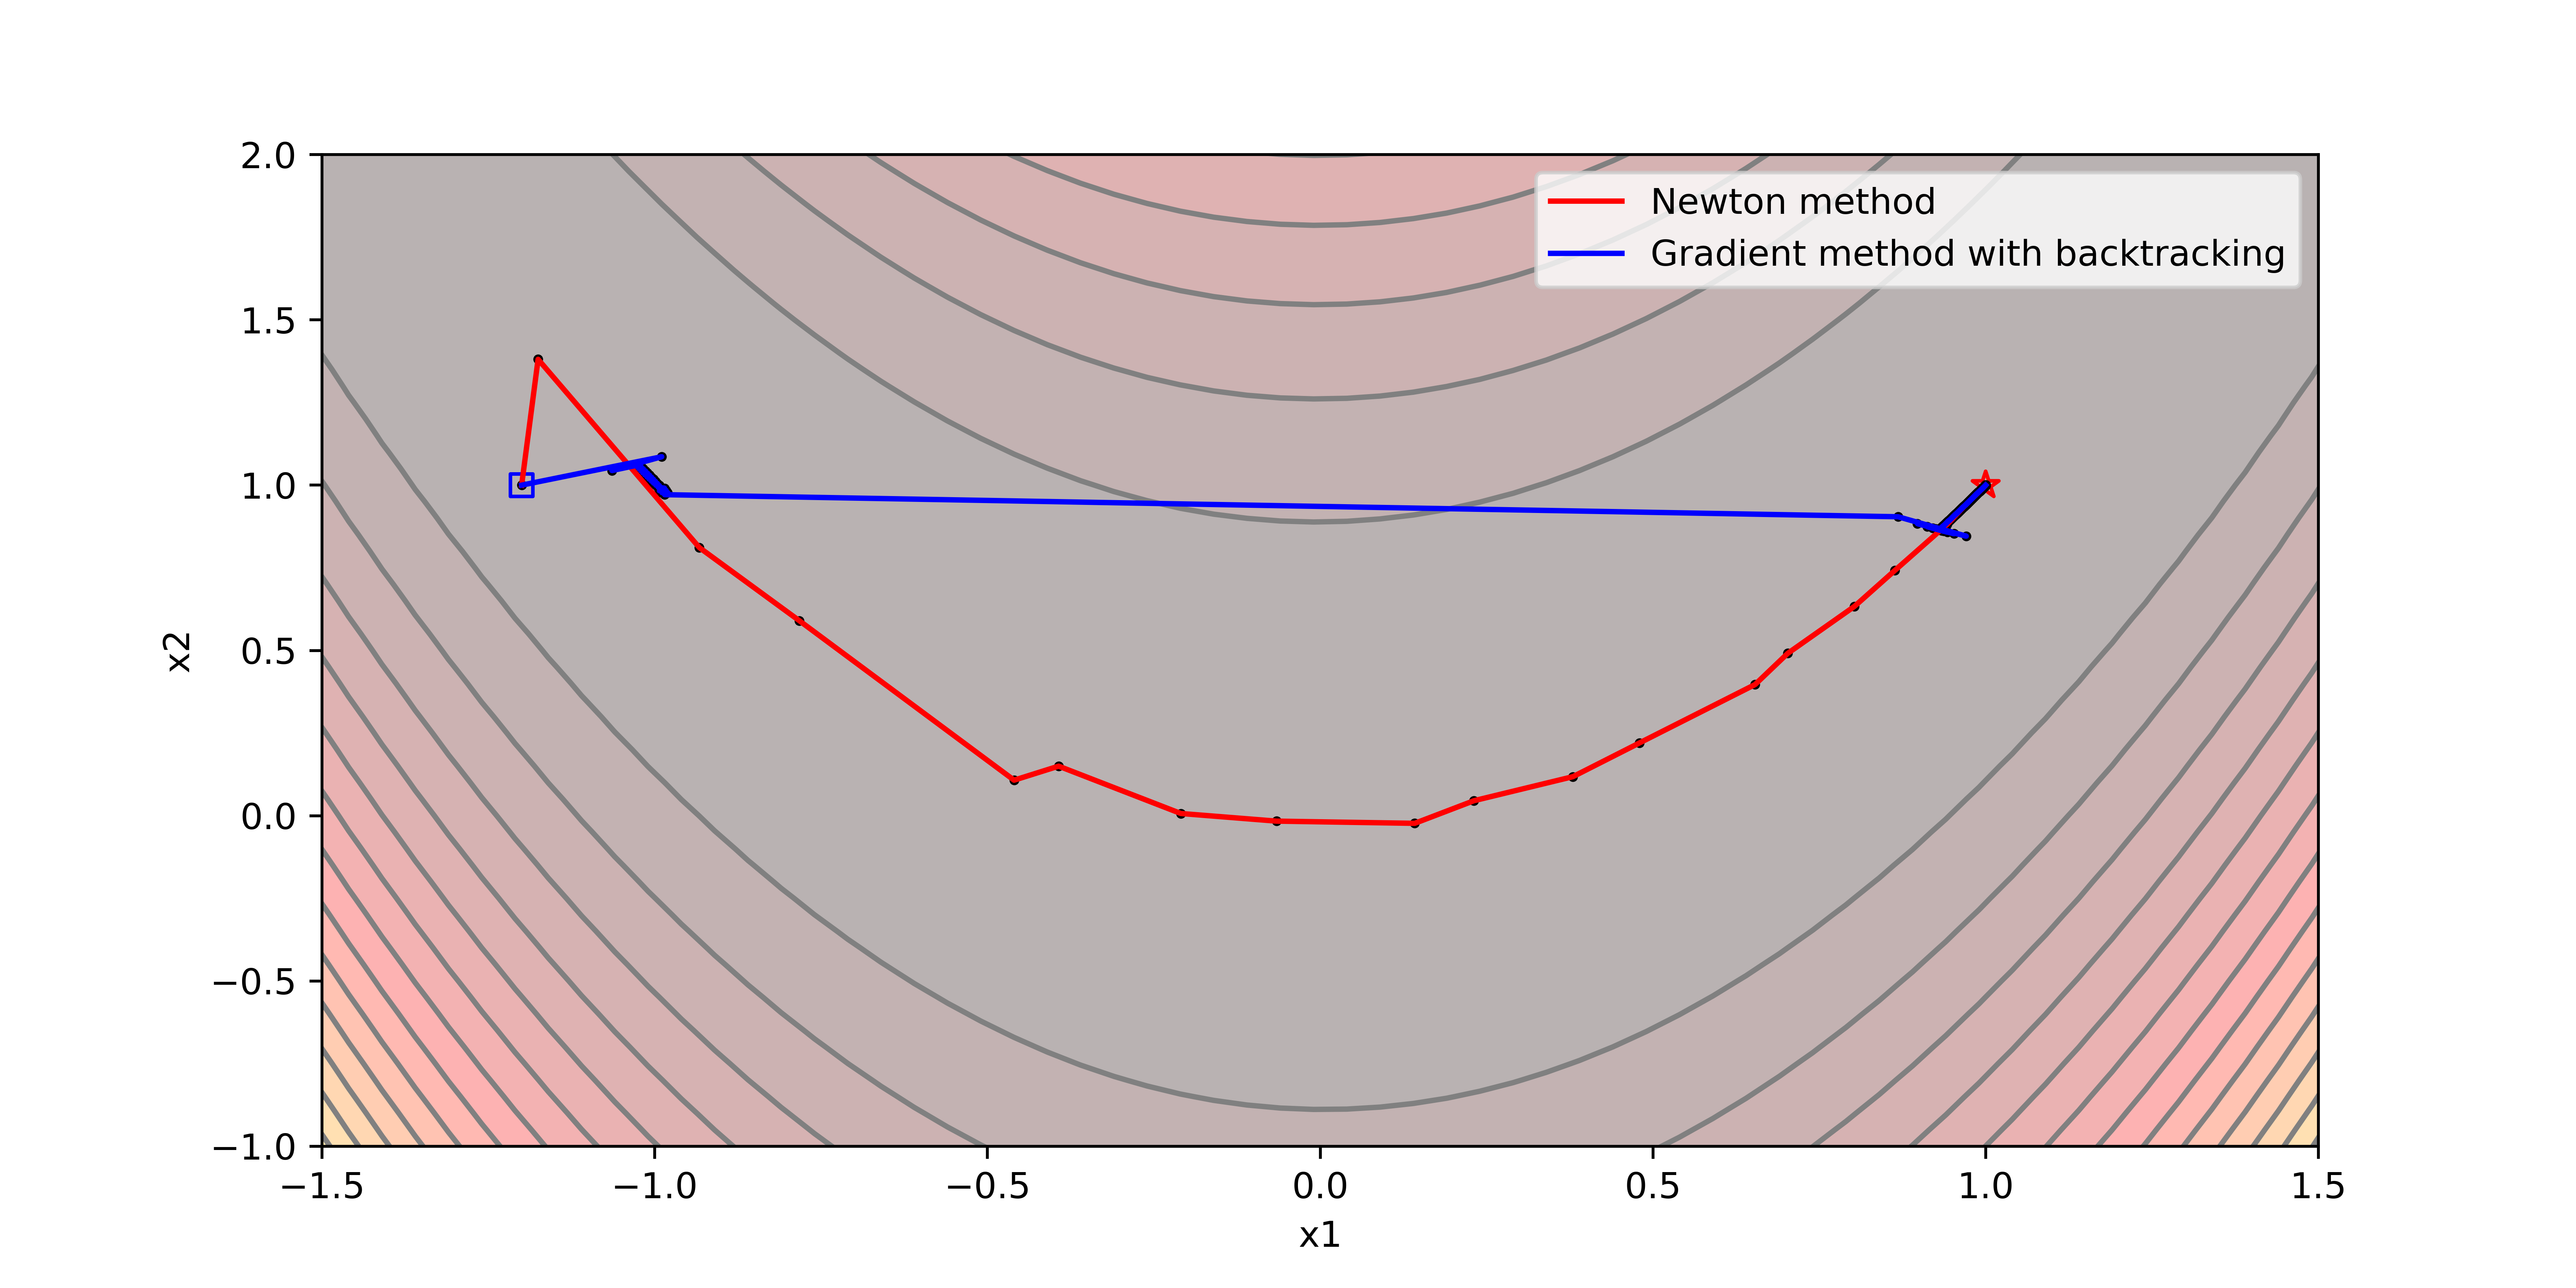 2.0
Newton method
Gradient method with backtracking
1.5
1.0
0.5
0.0
−0.5
−1.0
x2
−1.5 −1.0 −0.5 0.0 0.5 1.0 1.5
x1